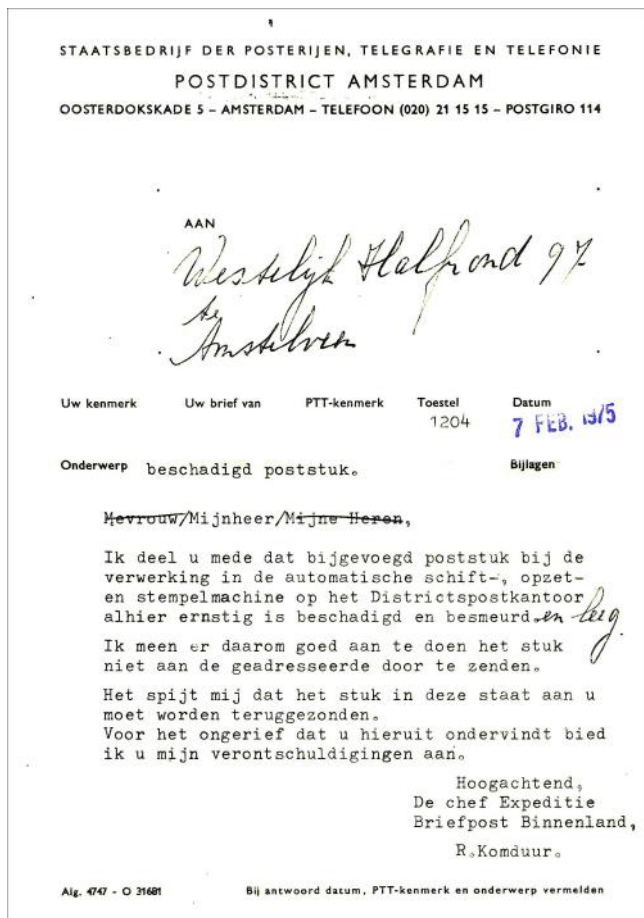 STAATSBEDRIJF DER POSTERIJEN, TELEGRAFIE EN TELEFONIE
POSTDISTRICT AMSTERDAM
OOSTERDOKSKADE 5 – AMSTERDAM – TELEFOON (020) 21 15 15 – POSTGIRO 114
AAN
Westelijk Halfrond 97
te
Amstelveen
Uw kenmerk Uw brief van PTT-kenmerk Toestel Datum
1204 7 FEB. 1975
Onderwerp beschadigd poststuk. Bijlagen
Mevrouw/Mijnheer/Mijne Heren,
Ik deel u mede dat bijgevoegd poststuk bij de
verwerking in de automatische schift-, opzet-
en stempelmachine op het Districtspostkantoor
alhier ernstig is beschadigd en besmeurd. en leeg
Ik meen er daarom goed aan te doen het stuk
niet aan de geadresseerde door te zenden.
Het spijt mij dat het stuk in deze staat aan u
moet worden teruggezonden.
Voor het ongerief dat u hieruit ondervindt bied
ik u mijn verontschuldigingen aan.
Hoogachtend,
De chef Expeditie
Briefpost Binnenland,
R.Komduur.
Alg. 4747 - O 31681 Bij antwoord datum, PTT-kenmerk en onderwerp vermelden